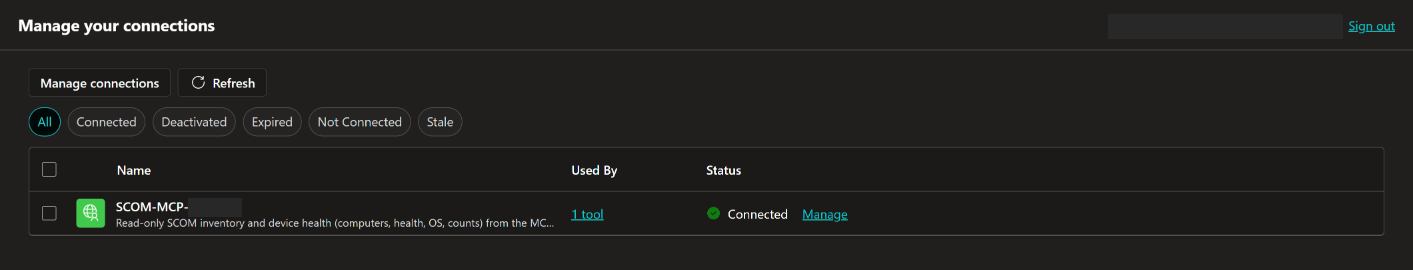 Manage your connections
Sign out
Manage connections
Refresh
All
Connected
Deactivated
Expired
Not Connected
Stale
Name
Used By
Status
SCOM-MCP-
Read-only SCOM inventory and device health (computers, health, OS, counts) from the MC...
1 tool
Connected
Manage